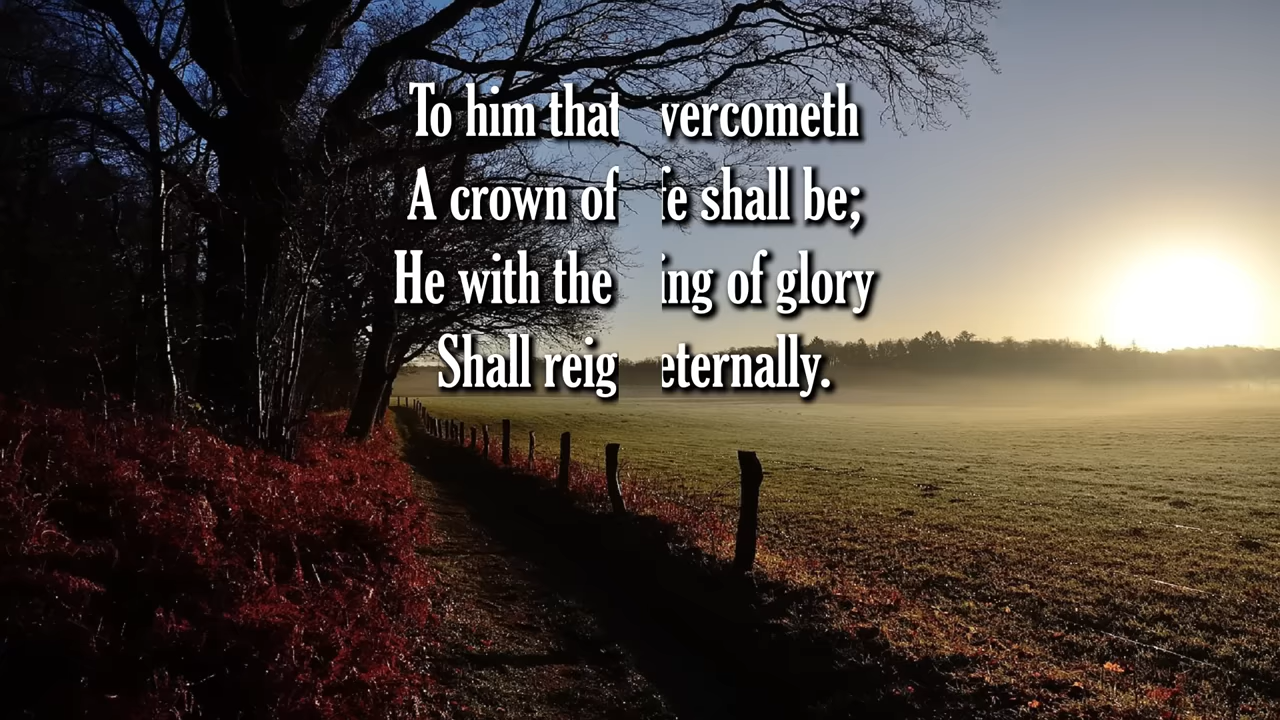 To him that vercometh
A crown of fe shall be;
He with the ing of glory
Shall reig eternally.